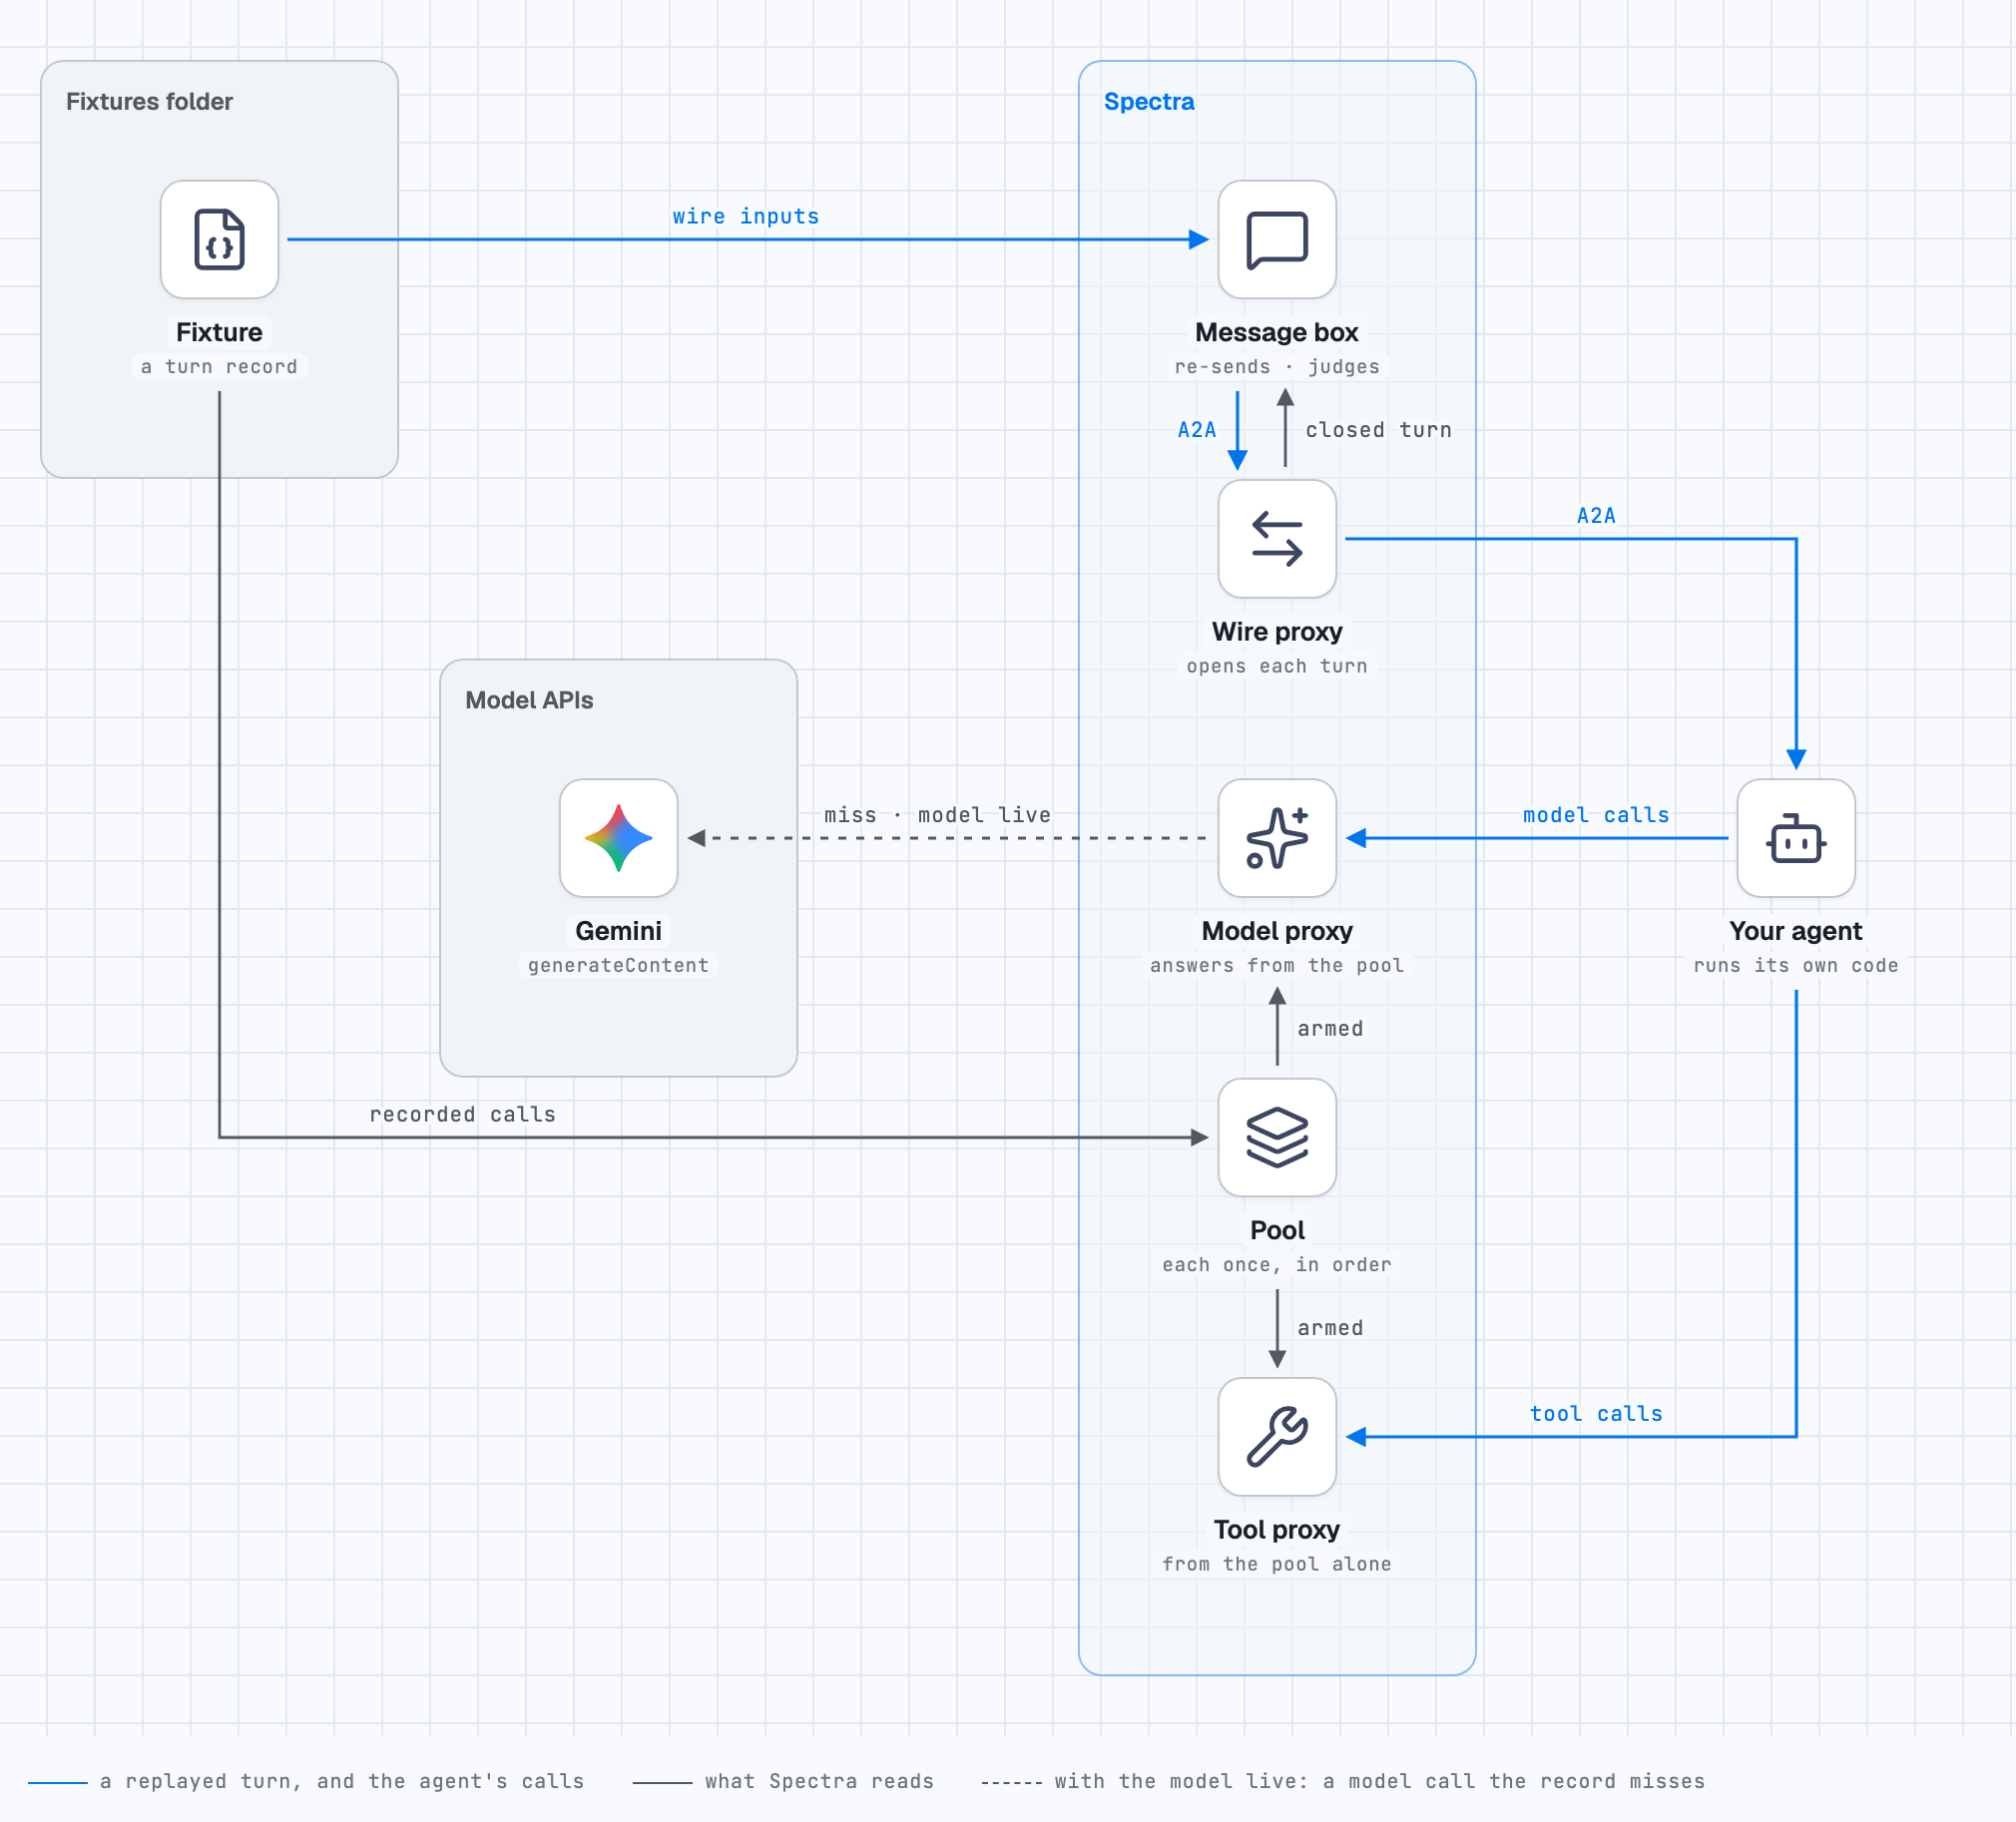 Fixtures folder
Spectra
wire inputs
Fixture
a turn record
Message box
re-sends · judges
A2A
closed turn
A2A
Wire proxy
opens each turn
Model APIs
miss · model live
model calls
Gemini
generateContent
Model proxy
answers from the pool
Your agent
runs its own code
armed
recorded calls
Pool
each once, in order
armed
tool calls
Tool proxy
from the pool alone
a replayed turn, and the agent's calls
what Spectra reads
with the model live: a model call the record misses